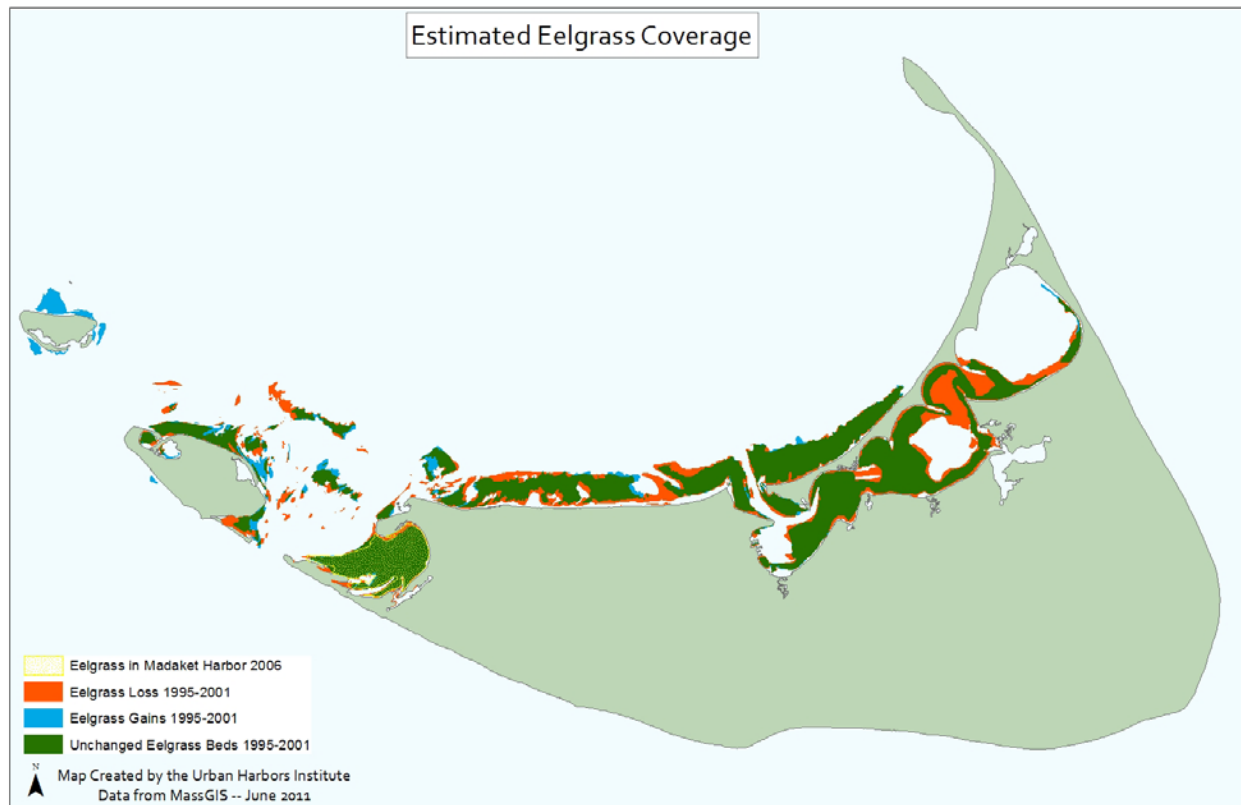 Estimated Eelgrass Coverage
Eelgrass in Madaket Harbor 2006
Eelgrass Loss 1995-2001
Eelgrass Gains 1995-2001
Unchanged Eelgrass Beds 1995-2001
N
Map Created by the Urban Harbors Institute
Data from MassGIS -- June 2011